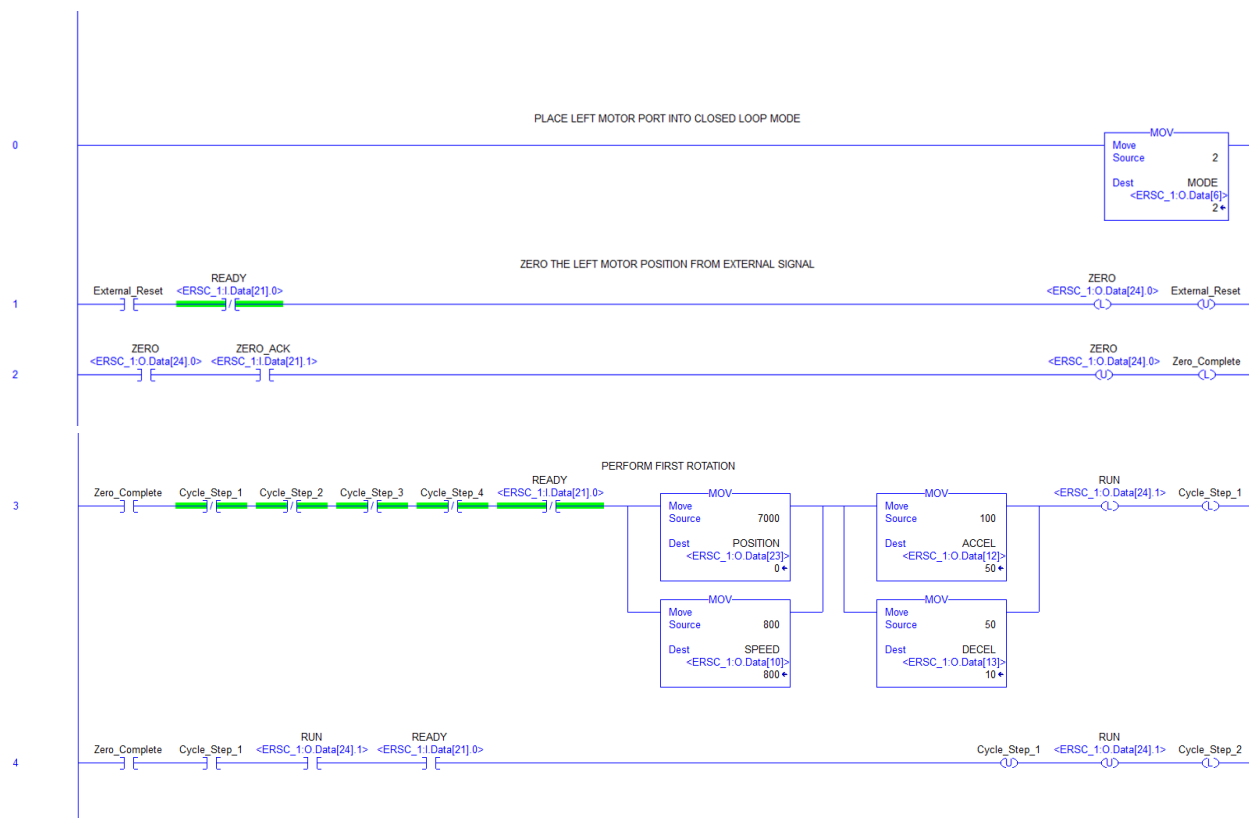 PLACE LEFT MOTOR PORT INTO CLOSED LOOP MODE
0
MOV
Move
Source 2
Dest MODE
<ERSC_1:O.Data[6]>
2
ZERO THE LEFT MOTOR POSITION FROM EXTERNAL SIGNAL
READY ZERO
1 External_Reset <ERSC_1:I.Data[21].0> <ERSC_1:O.Data[24].0> External_Reset
L U
ZERO ZERO_ACK ZERO
2 <ERSC_1:O.Data[24].0> <ERSC_1:I.Data[21].1> <ERSC_1:O.Data[24].0> Zero_Complete
U L
PERFORM FIRST ROTATION
READY RUN
3 Zero_Complete Cycle_Step_1 Cycle_Step_2 Cycle_Step_3 Cycle_Step_4 <ERSC_1:I.Data[21].0> <ERSC_1:O.Data[24].1> Cycle_Step_1
L L
MOV
Move
Source 7000
Dest POSITION
<ERSC_1:O.Data[23]>
0
MOV
Move
Source 800
Dest SPEED
<ERSC_1:O.Data[10]>
800
MOV
Move
Source 100
Dest ACCEL
<ERSC_1:O.Data[12]>
50
MOV
Move
Source 50
Dest DECEL
<ERSC_1:O.Data[13]>
10
RUN READY RUN
4 Zero_Complete Cycle_Step_1 <ERSC_1:O.Data[24].1> <ERSC_1:I.Data[21].0> Cycle_Step_1 <ERSC_1:O.Data[24].1> Cycle_Step_2
U U L